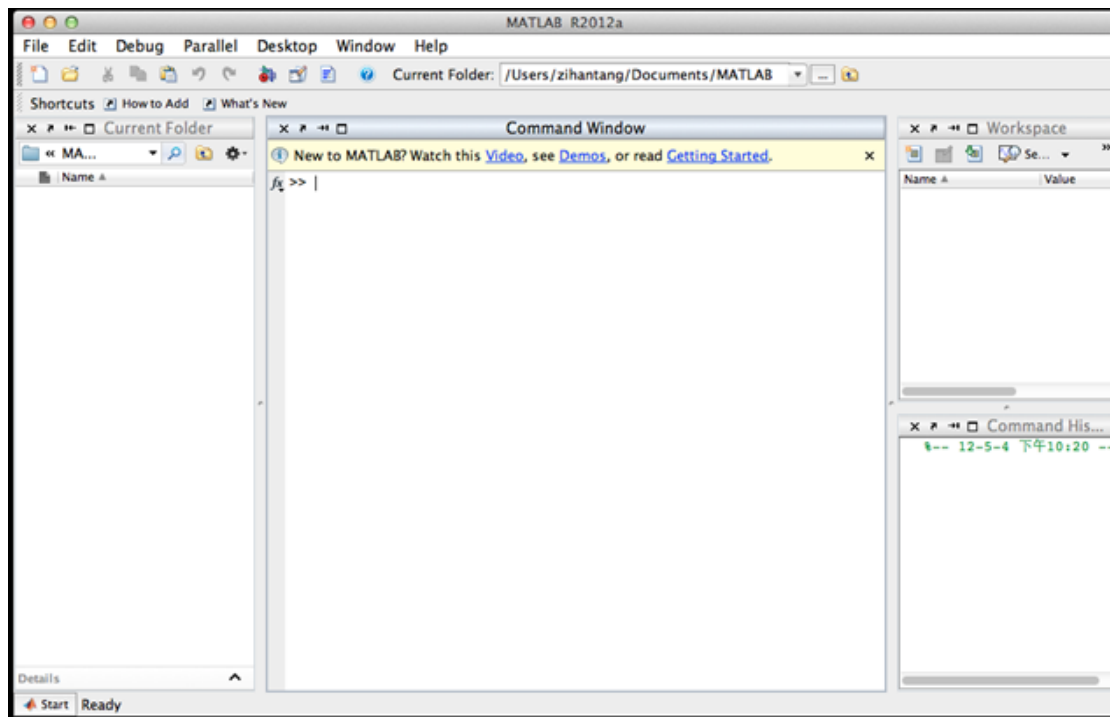 MATLAB R2012a
File Edit Debug Parallel Desktop Window Help
Current Folder: /Users/zihantang/Documents/MATLAB
Shortcuts How to Add What's New
Current Folder
« MA...
Name
Command Window
New to MATLAB? Watch this Video, see Demos, or read Getting Started.
fx >>
Workspace
Se... »
Name Value
Command His...
%-- 12-5-4 下午10:20 --
Details
Start Ready